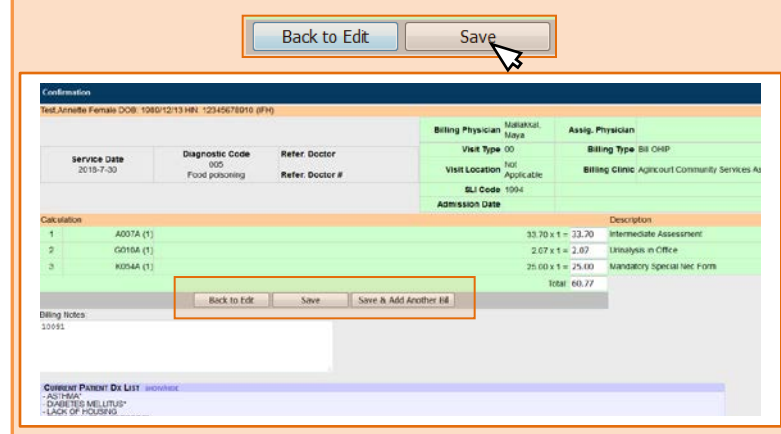 Back to Edit Save
Confirmation
Test,Annette Female DOB: 1980/12/13 HIN: 12345678910 (IFH)
Billing Physician Mallakkal, Maya Assig. Physician
Service Date 2018-7-30
Diagnostic Code 005 Food poisoning
Refer. Doctor
Refer. Doctor #
Visit Type 00 Billing Type Bill OHIP
Visit Location Not Applicable Billing Clinic Agincourt Community Services
SLI Code
Admission Date
Calculation Description
1 A007A (1) 33.70 x 1 = 33.70 Intermediate Assessment
2 G010A (1) 2.07 x 1 = 2.07 Urinalysis in Office
3 K054A (1) 25.00 x 1 = 25.00 Mandatory Special Nec Form
Total: 60.77
Back to Edit Save Save & Add Another Bill
Billing Notes:
10091
CURRENT PATIENT DX LIST SHOW/HIDE
- ASTHMA*
- DIABETES MELLITUS*
- LACK OF HOUSING